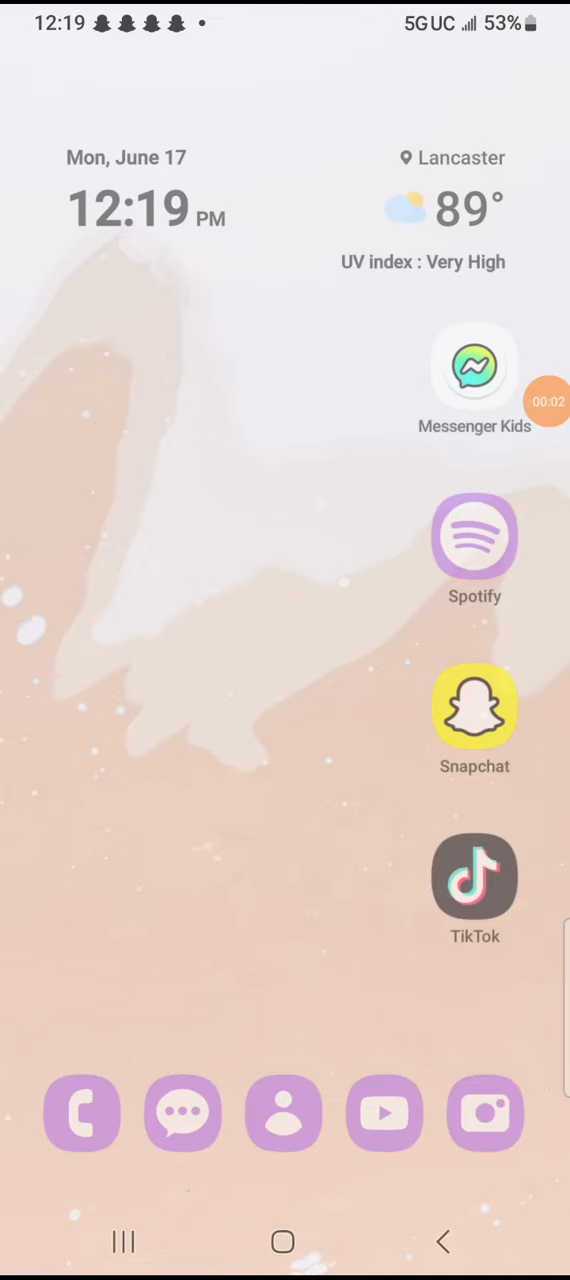 12:19
5G UC 53%
Mon, June 17
Lancaster
12:19 PM
89°
UV index : Very High
00:02
Messenger Kids
Spotify
Snapchat
TikTok